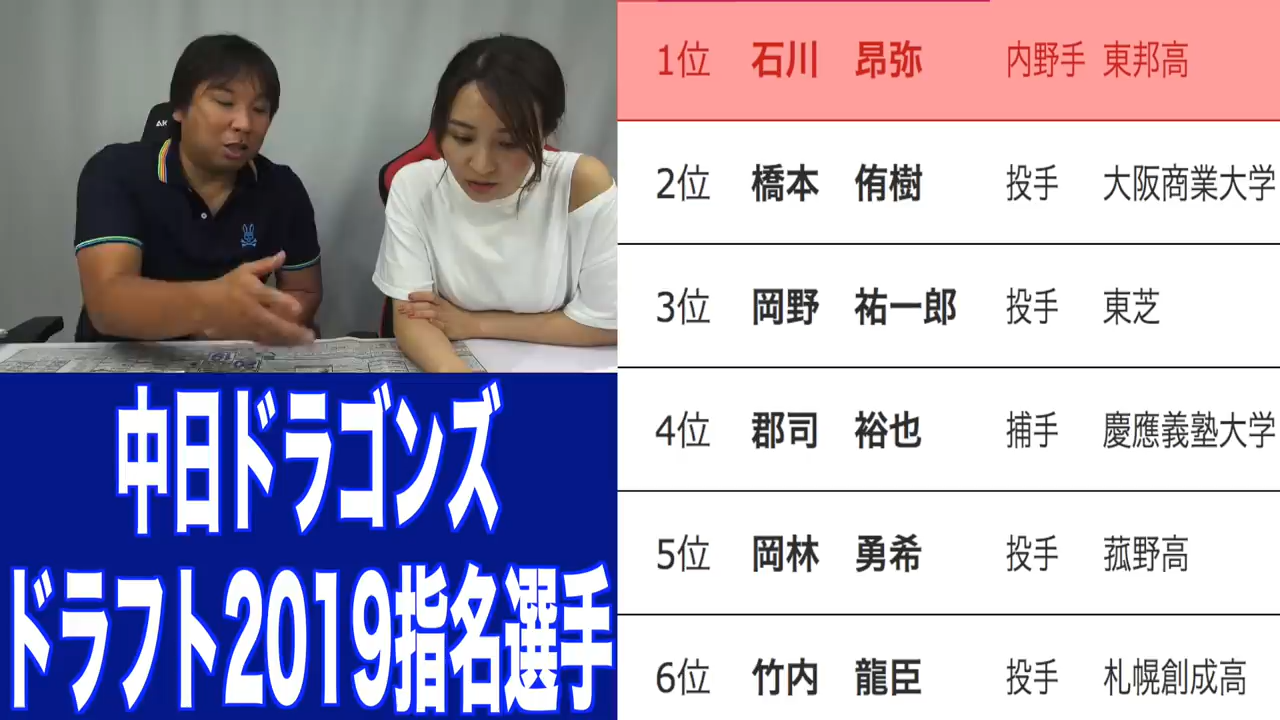 AK
中日ドラゴンズ
ドラフト2019指名選手
1位 石川 昂弥 内野手 東邦高
2位 橋本 侑樹 投手 大阪商業大学
3位 岡野 祐一郎 投手 東芝
4位 郡司 裕也 捕手 慶應義塾大学
5位 岡林 勇希 投手 菰野高
6位 竹内 龍臣 投手 札幌創成高